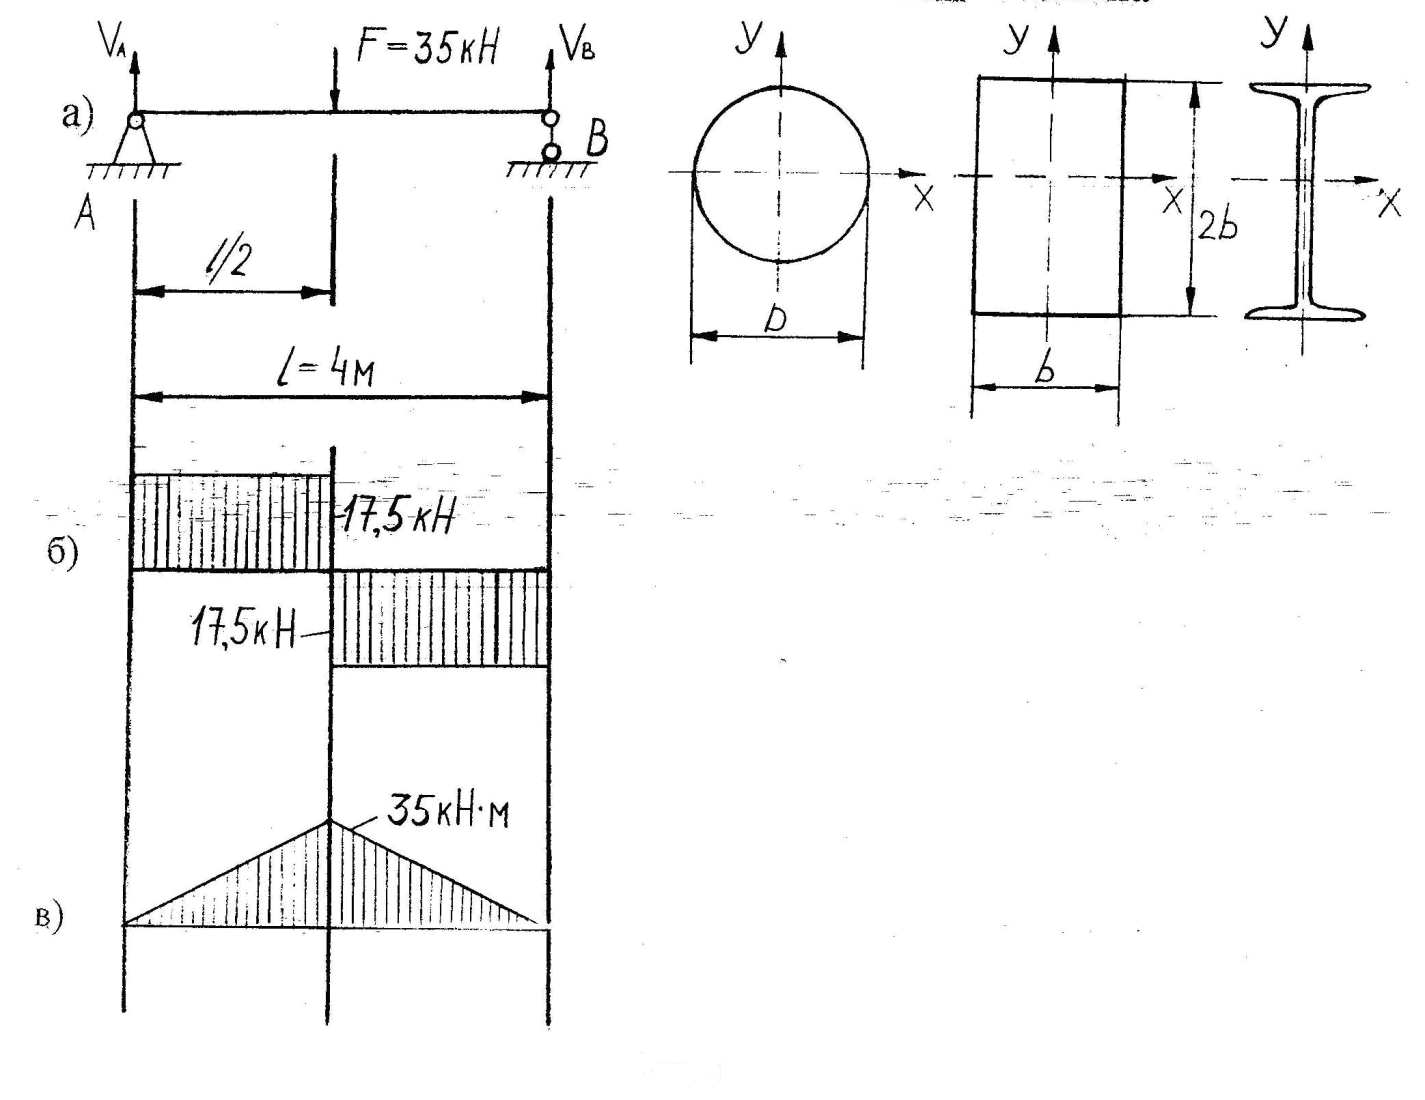 V_A
F=35кН
V_B
а)
A
B
l/2
l=4м
У
X
D
У
X
2b
b
У
X
17,5кН
б)
17,5кН
35кН·м
в)